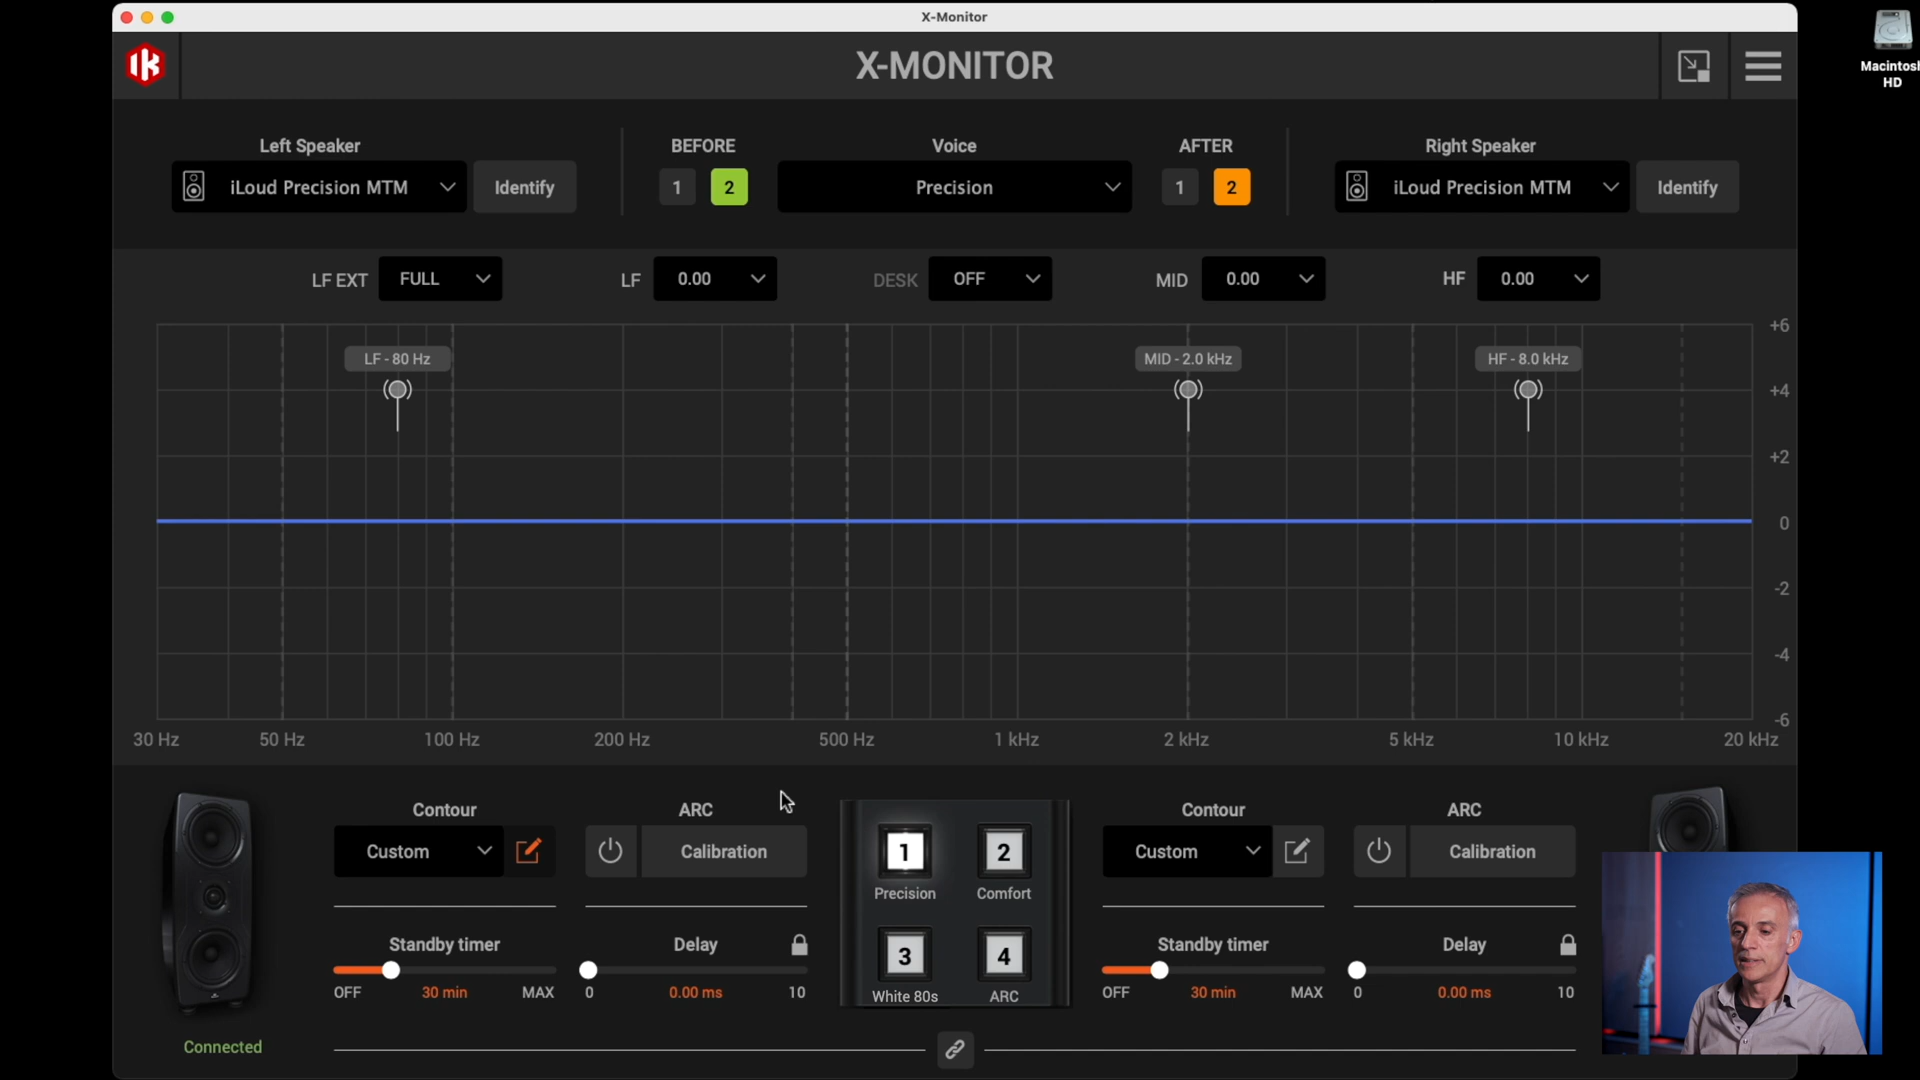 X-Monitor
IK
X-MONITOR
Macintosh
HD
Left Speaker
iLoud Precision MTM
Identify
BEFORE
1 2
Voice
Precision
AFTER
1 2
Right Speaker
iLoud Precision MTM
Identify
LF EXT FULL
LF 0.00
DESK OFF
MID 0.00
HF 0.00
LF - 80 Hz
MID - 2.0 kHz
HF - 8.0 kHz
+6
+4
+2
0
-2
-4
-6
30 Hz 50 Hz 100 Hz 200 Hz 500 Hz 1 kHz 2 kHz 5 kHz 10 kHz 20 kHz
Contour
Custom
ARC
Calibration
Standby timer
OFF 30 min MAX
Delay
0 0.00 ms 10
1 2
Precision Comfort
3 4
White 80s ARC
Contour
Custom
ARC
Calibration
Standby timer
OFF 30 min MAX
Delay
0 0.00 ms 10
Connected